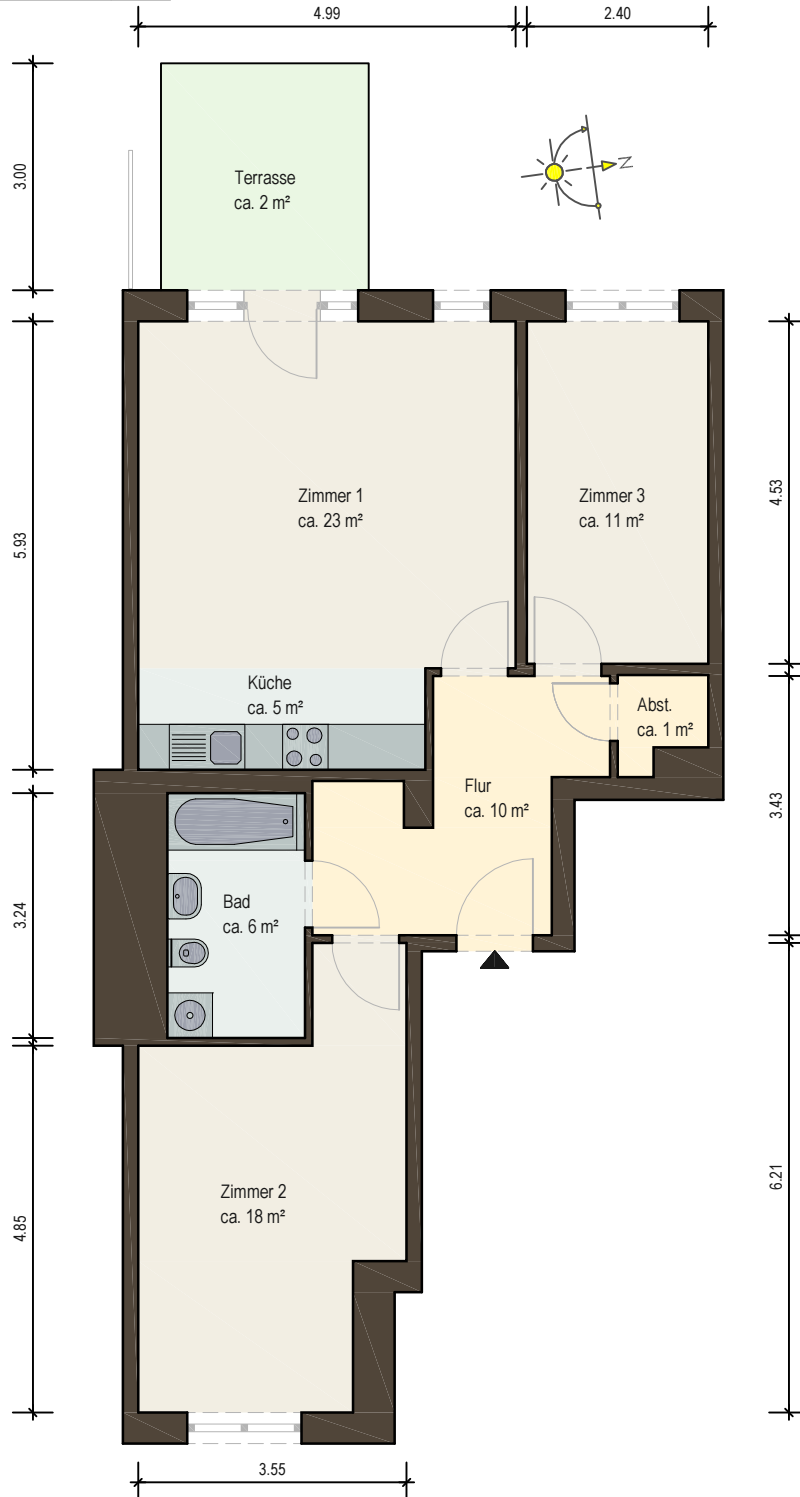 4.99
2.40
3.00
Terrasse
ca. 2 m²
N
5.93
4.53
Zimmer 1
ca. 23 m²
Zimmer 3
ca. 11 m²
Küche
ca. 5 m²
Abst.
ca. 1 m²
Flur
ca. 10 m²
3.43
Bad
ca. 6 m²
3.24
Zimmer 2
ca. 18 m²
6.21
4.85
3.55